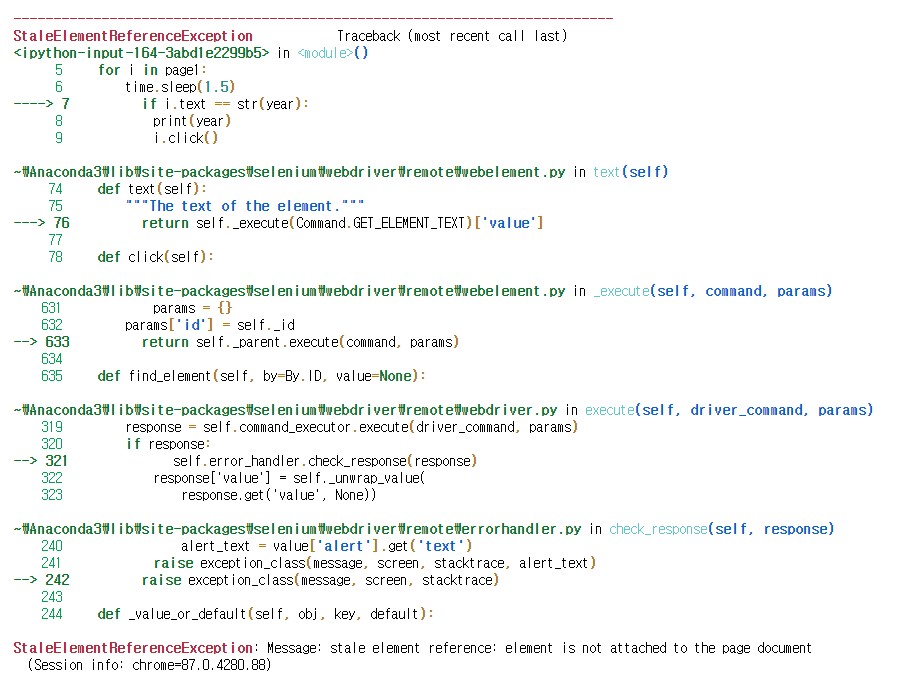 ---------------------------------------------------------------------------
StaleElementReferenceException            Traceback (most recent call last)
<ipython-input-164-3abd1e2299b5> in <module>()
      5     for i in page1:
      6         time.sleep(1.5)
----> 7         if i.text == str(year):
      8             print(year)
      9             i.click()

~₩Anaconda3₩lib₩site-packages₩selenium₩webdriver₩remote₩webelement.py in text(self)
     74     def text(self):
     75         """The text of the element."""
---> 76         return self._execute(Command.GET_ELEMENT_TEXT)['value']
     77
     78     def click(self):

~₩Anaconda3₩lib₩site-packages₩selenium₩webdriver₩remote₩webelement.py in _execute(self, command, params)
    631             params = {}
    632         params['id'] = self._id
--> 633         return self._parent.execute(command, params)
    634
    635     def find_element(self, by=By.ID, value=None):

~₩Anaconda3₩lib₩site-packages₩selenium₩webdriver₩remote₩webdriver.py in execute(self, driver_command, params)
    319         response = self.command_executor.execute(driver_command, params)
    320         if response:
--> 321             self.error_handler.check_response(response)
    322             response['value'] = self._unwrap_value(
    323                 response.get('value', None))

~₩Anaconda3₩lib₩site-packages₩selenium₩webdriver₩remote₩errorhandler.py in check_response(self, response)
    240                 alert_text = value['alert'].get('text')
    241             raise exception_class(message, screen, stacktrace, alert_text)
--> 242         raise exception_class(message, screen, stacktrace)
    243
    244     def _value_or_default(self, obj, key, default):

StaleElementReferenceException: Message: stale element reference: element is not attached to the page document
  (Session info: chrome=87.0.4280.88)